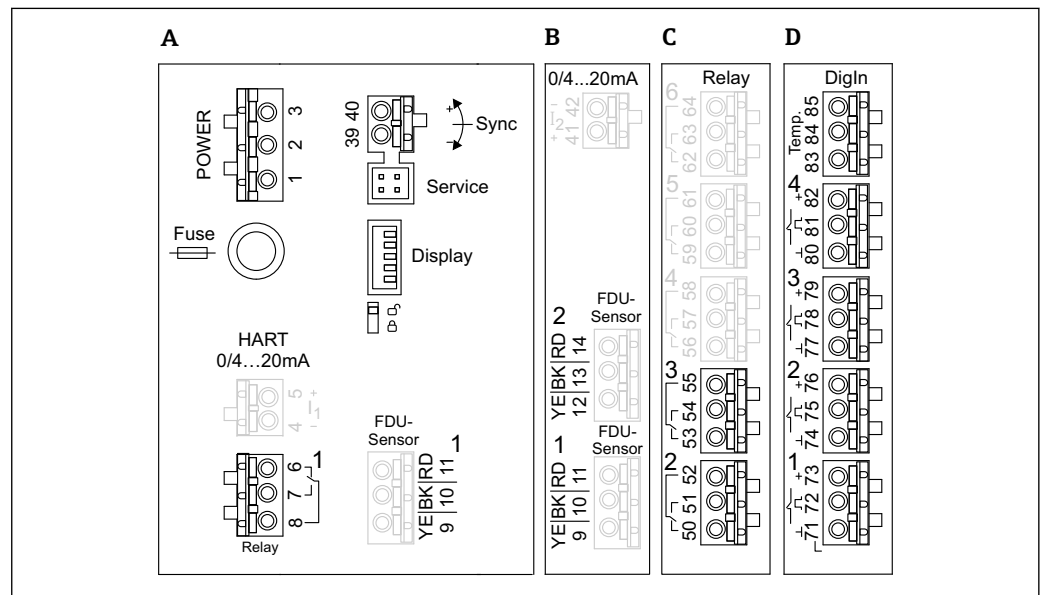 A
B
C
D
POWER
3
2
1
39 40
+
-
Sync
Service
Fuse
Display
HART
0/4...20mA
5 +
I1
4 -
6
7
8
1
Relay
FDU-
Sensor
1
YE|BK|RD
9 |10| 11
0/4...20mA
- 42
I2
+ 41
FDU-
Sensor
2
YE|BK|RD
12 |13| 14
FDU-
Sensor
1
YE|BK|RD
9 |10| 11
Relay
6
62 63 64
5
59 60 61
4
56 57 58
3
53 54 55
2
50 51 52
DigIn
Temp.
83 84 85
4
80 81 82
+
3
77 78 79
+
2
74 75 76
+
1
71 72 73
+